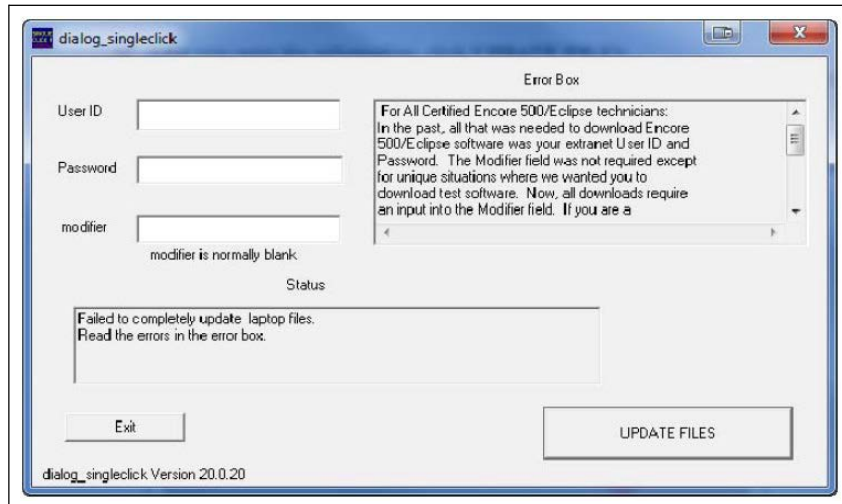 dialog_singleclick
Error Box
User ID
For All Certified Encore 500/Eclipse technicians:
In the past, all that was needed to download Encore
500/Eclipse software was your extranet User ID and
Password. The Modifier field was not required except
for unique situations where we wanted you to
download test software. Now, all downloads require
an input into the Modifier field. If you are a
Password
modifier
modifier is normally blank
Status
Failed to completely update laptop files.
Read the errors in the error box.
Exit
UPDATE FILES
dialog_singleclick Version 20.0.20